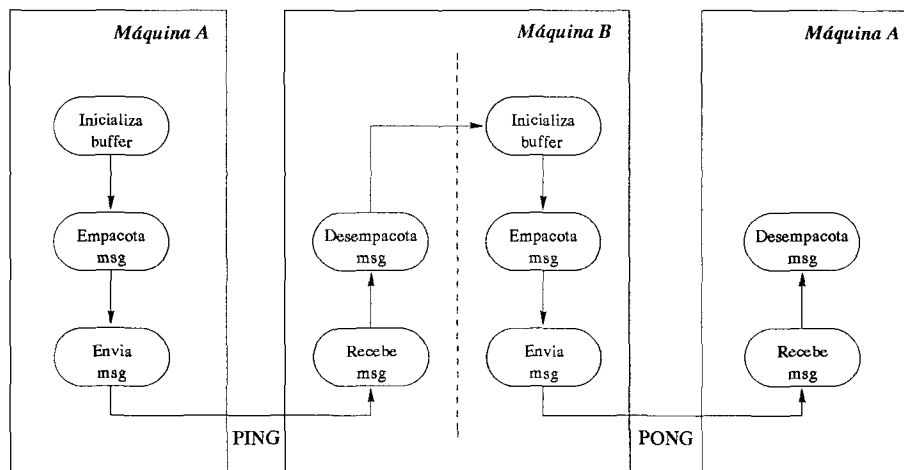 Máquina A
Máquina B
Máquina A
Inicializa
buffer
Inicializa
buffer
Empacota
msg
Desempacota
msg
Empacota
msg
Desempacota
msg
Envia
msg
Recebe
msg
Envia
msg
Recebe
msg
PING
PONG